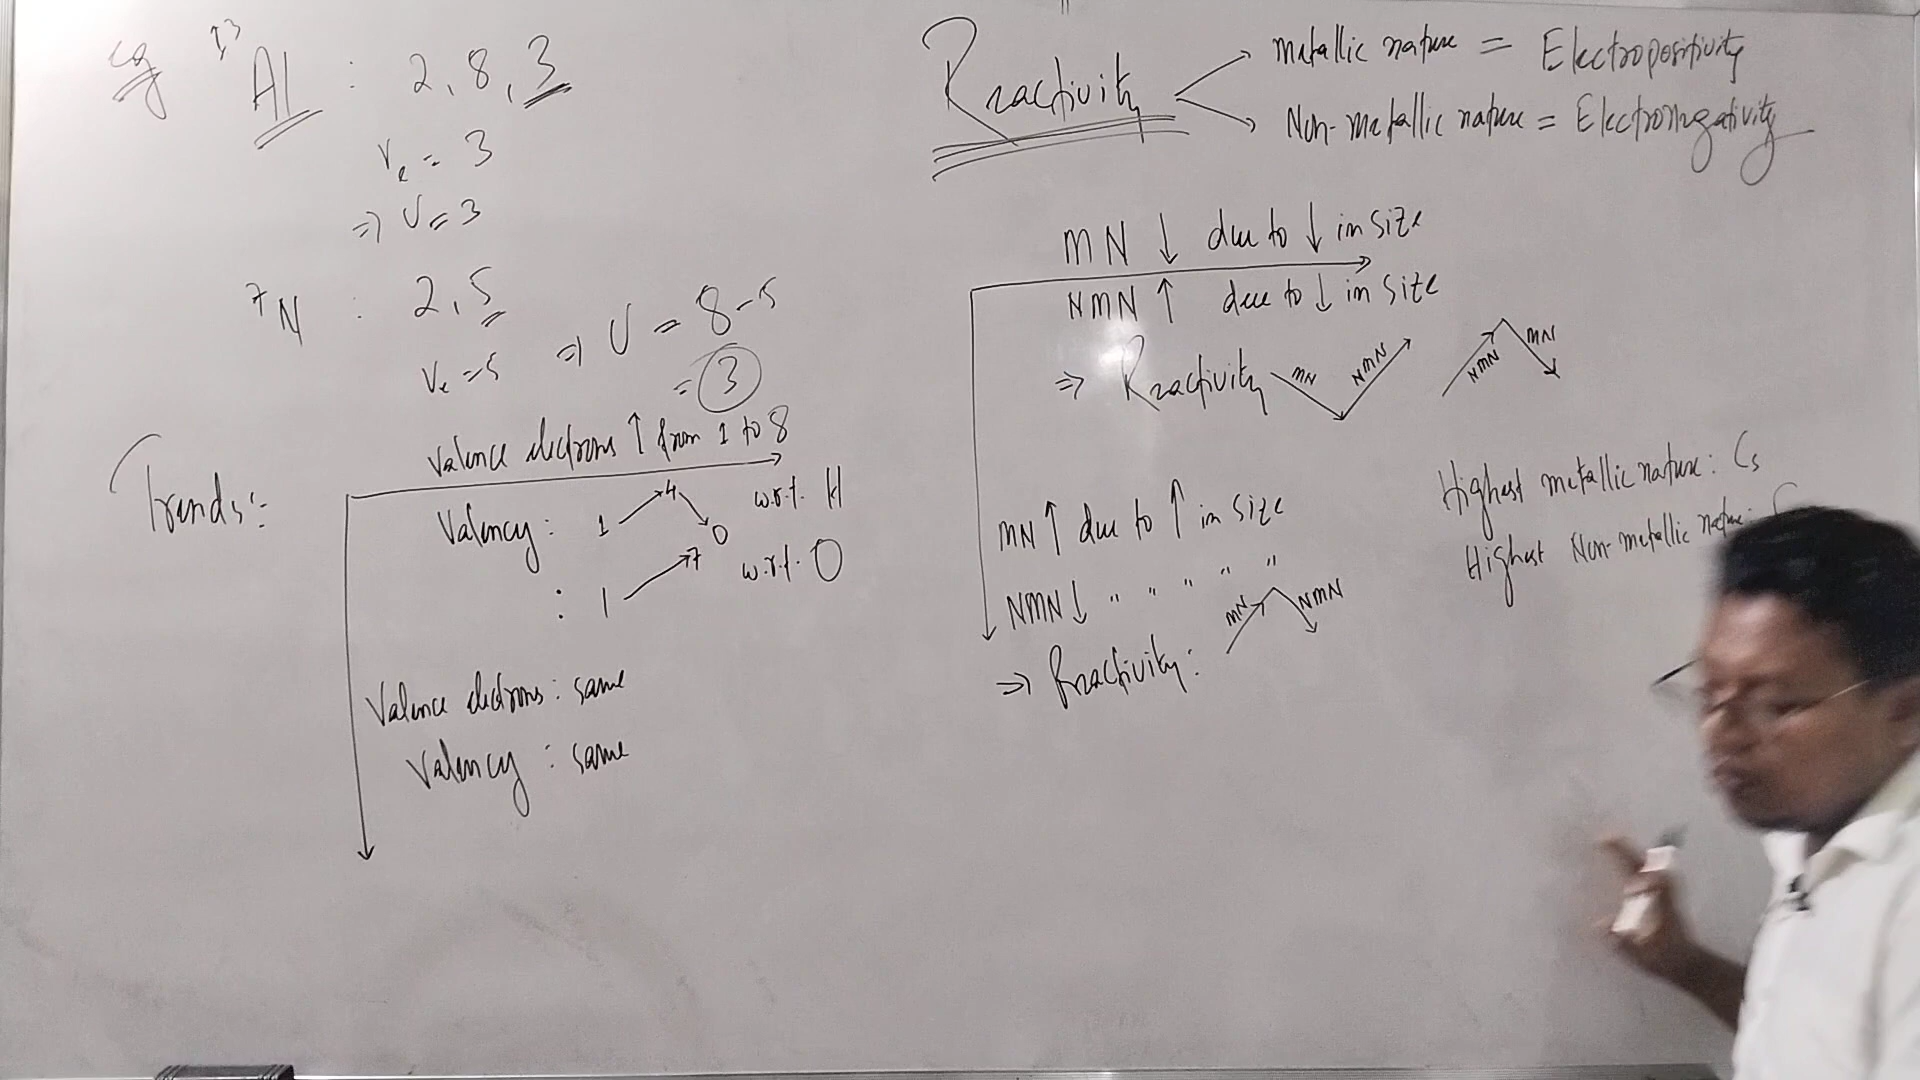 eg 13Al : 2, 8, 3
Ve = 3
=> V = 3
7N : 2, 5
Ve = 5 => V = 8 - 5
= 3
Trends:
Valence electrons ↑ from 1 to 8
Valency : 1 → 4 → 0 w.r.t. H
: 1 → 7 w.r.t. O
Valence electrons : same
Valency : same
Reactivity
Metallic nature = Electropositivity
Non-metallic nature = Electronegativity
MN ↓ due to ↓ in size
NMN ↑ due to ↓ in size
=> Reactivity MN NMN NMN MN
MN ↑ due to ↑ in size
NMN ↓ " " " "
=> Reactivity : MN NMN
Highest metallic nature : Cs
Highest Non-metallic nature :